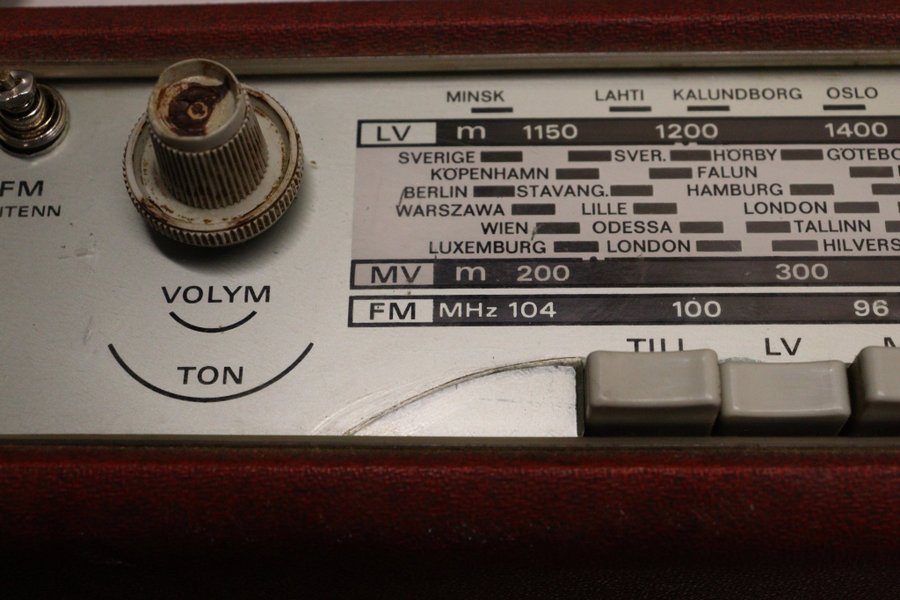 MINSK LAHTI KALUNDBORG OSLO
LV m 1150 1200 1400
SVERIGE SVER. HÖRBY GÖTEBO
KÖPENHAMN FALUN
BERLIN STAVANG. HAMBURG
WARSZAWA LILLE LONDON
WIEN ODESSA TALLINN
LUXEMBURG LONDON HILVERS
MV m 200 300
FM MHz 104 100 96
FM
NTENN
VOLYM
TON
TILL LV